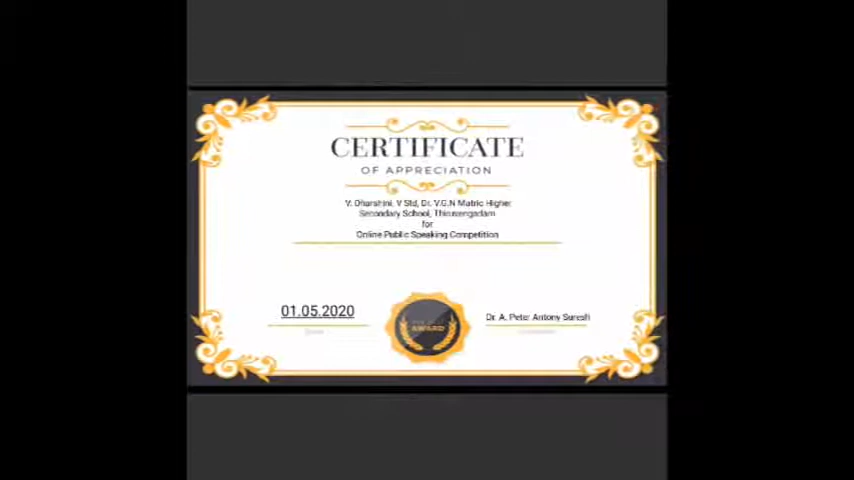 CERTIFICATE
OF APPRECIATION
V. Dharshini, V Std, Dr. V.G.N Matric Higher
Secondary School, Thiruvengadam
for
Online Public Speaking Competition
01.05.2020
AWARD
Dr. A. Peter Antony Suresh